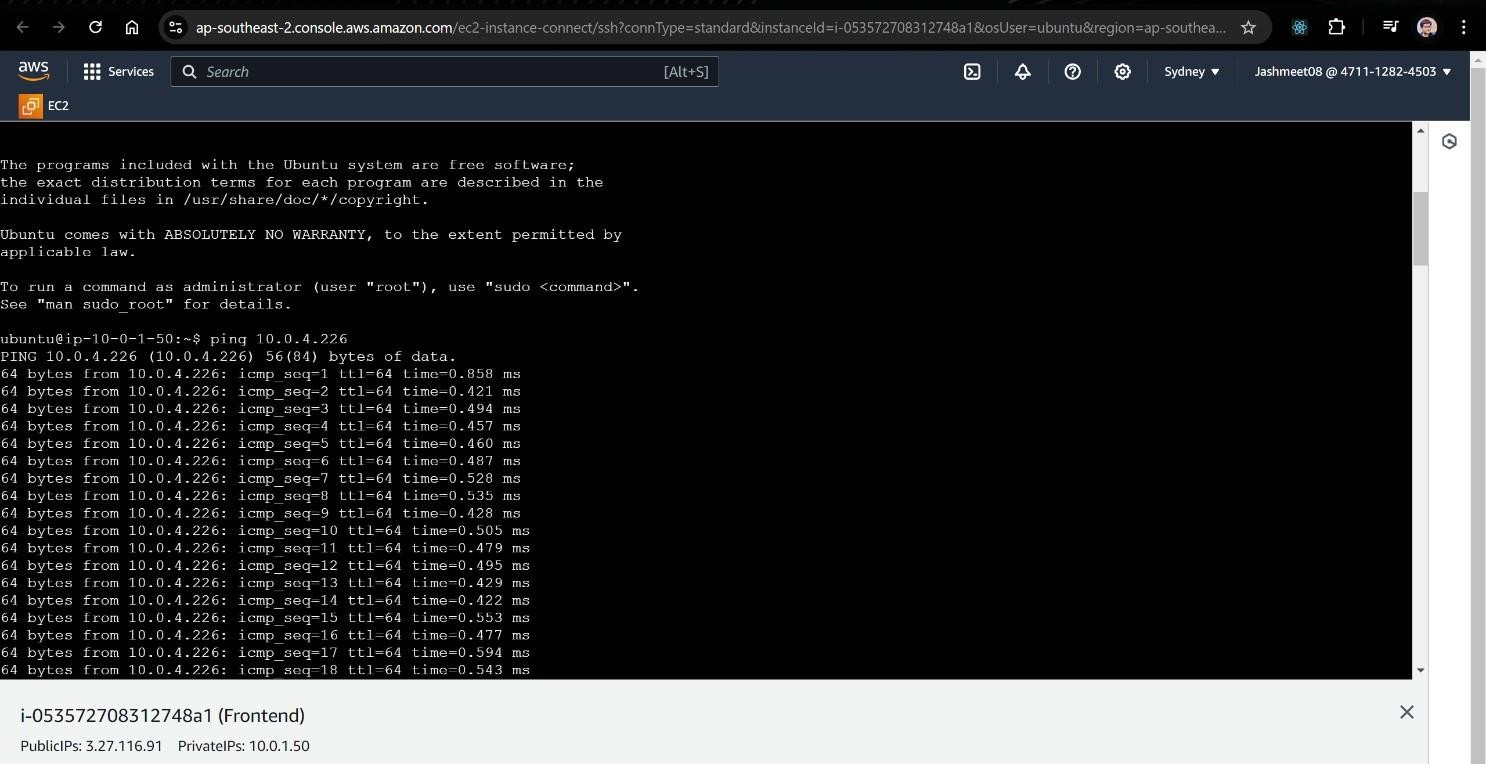 ap-southeast-2.console.aws.amazon.com/ec2-instance-connect/ssh?connType=standard&instanceId=i-053572708312748a1&osUser=ubuntu&region=ap-southea...
aws Services Search [Alt+S] Sydney ▼ Jashmeet08 @ 4711-1282-4503 ▼
EC2
The programs included with the Ubuntu system are free software;
the exact distribution terms for each program are described in the
individual files in /usr/share/doc/*/copyright.
Ubuntu comes with ABSOLUTELY NO WARRANTY, to the extent permitted by
applicable law.
To run a command as administrator (user "root"), use "sudo <command>".
See "man sudo_root" for details.
ubuntu@ip-10-0-1-50:~$ ping 10.0.4.226
PING 10.0.4.226 (10.0.4.226) 56(84) bytes of data.
64 bytes from 10.0.4.226: icmp_seq=1 ttl=64 time=0.858 ms
64 bytes from 10.0.4.226: icmp_seq=2 ttl=64 time=0.421 ms
64 bytes from 10.0.4.226: icmp_seq=3 ttl=64 time=0.494 ms
64 bytes from 10.0.4.226: icmp_seq=4 ttl=64 time=0.457 ms
64 bytes from 10.0.4.226: icmp_seq=5 ttl=64 time=0.460 ms
64 bytes from 10.0.4.226: icmp_seq=6 ttl=64 time=0.487 ms
64 bytes from 10.0.4.226: icmp_seq=7 ttl=64 time=0.528 ms
64 bytes from 10.0.4.226: icmp_seq=8 ttl=64 time=0.535 ms
64 bytes from 10.0.4.226: icmp_seq=9 ttl=64 time=0.428 ms
64 bytes from 10.0.4.226: icmp_seq=10 ttl=64 time=0.505 ms
64 bytes from 10.0.4.226: icmp_seq=11 ttl=64 time=0.479 ms
64 bytes from 10.0.4.226: icmp_seq=12 ttl=64 time=0.495 ms
64 bytes from 10.0.4.226: icmp_seq=13 ttl=64 time=0.429 ms
64 bytes from 10.0.4.226: icmp_seq=14 ttl=64 time=0.422 ms
64 bytes from 10.0.4.226: icmp_seq=15 ttl=64 time=0.553 ms
64 bytes from 10.0.4.226: icmp_seq=16 ttl=64 time=0.477 ms
64 bytes from 10.0.4.226: icmp_seq=17 ttl=64 time=0.594 ms
64 bytes from 10.0.4.226: icmp_seq=18 ttl=64 time=0.543 ms
i-053572708312748a1 (Frontend)
PublicIPs: 3.27.116.91 PrivateIPs: 10.0.1.50